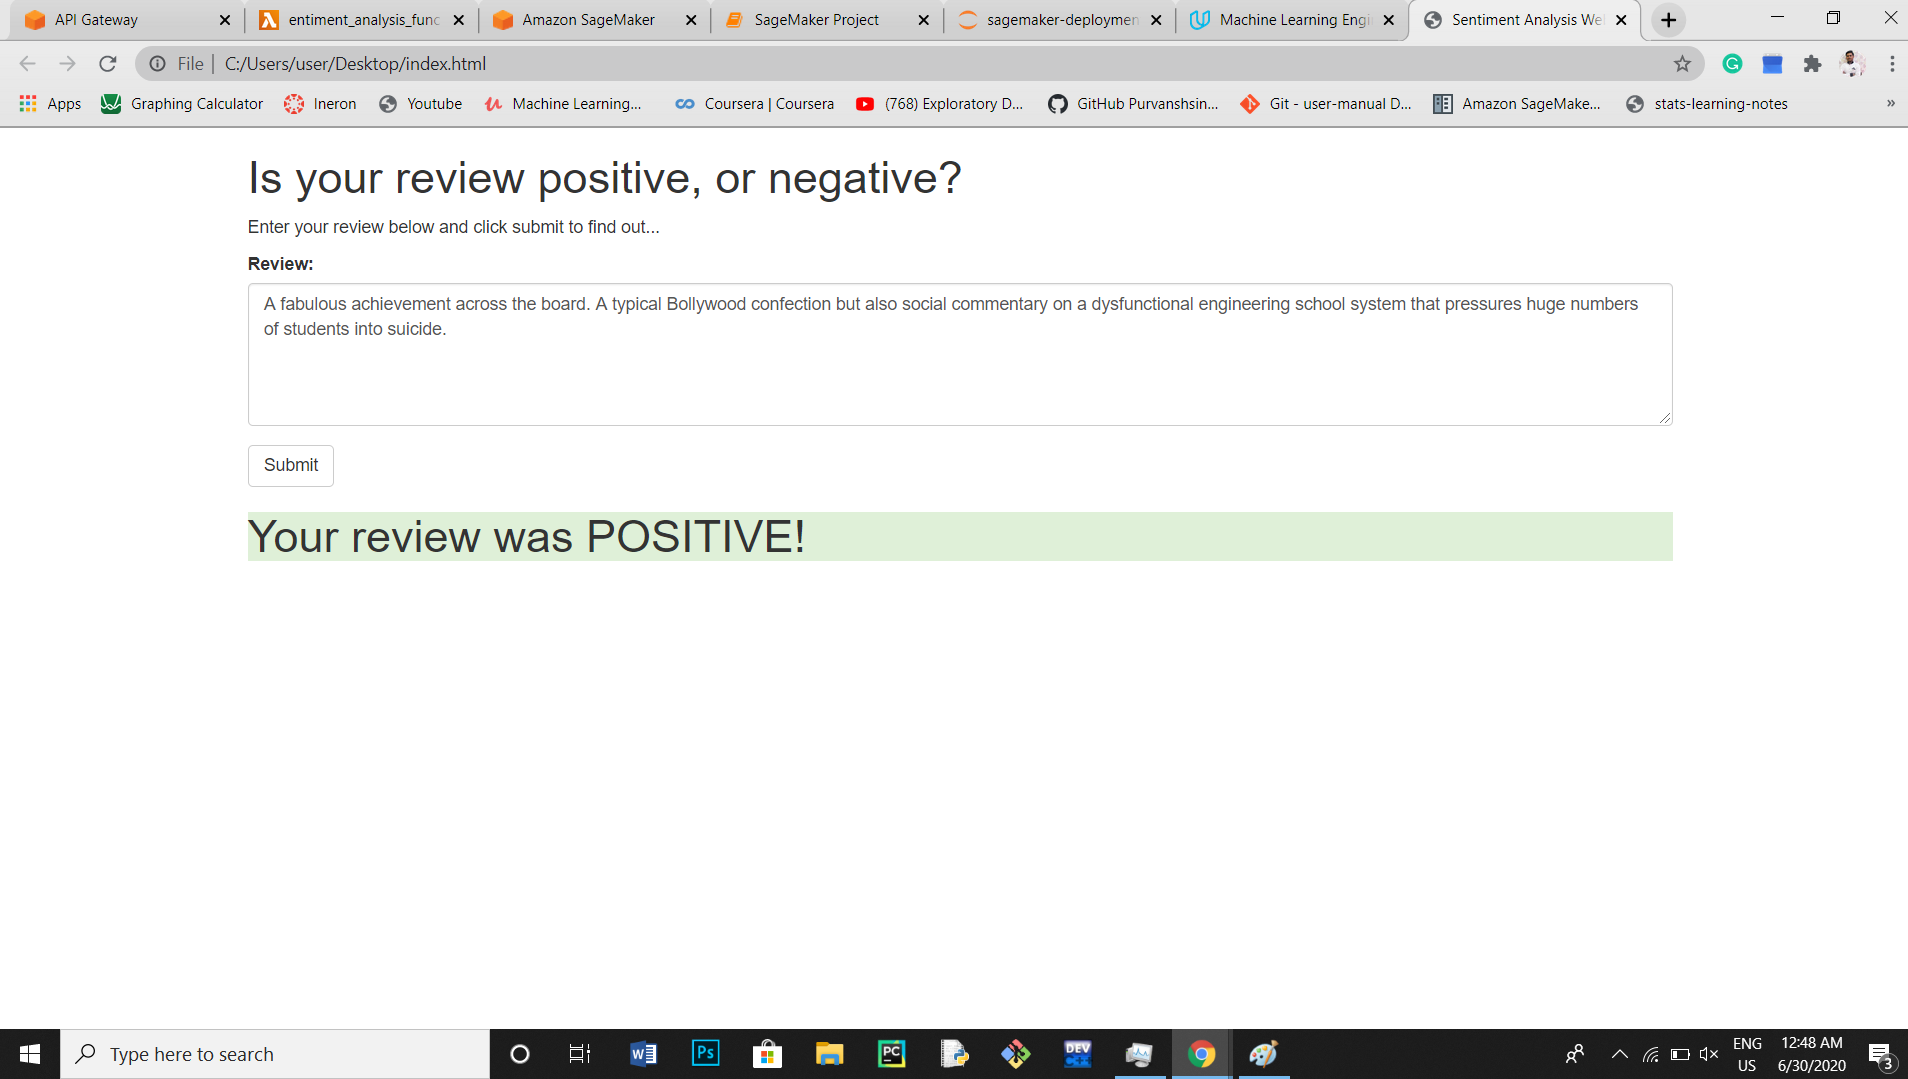 API Gateway
entiment_analysis_func
Amazon SageMaker
SageMaker Project
sagemaker-deploymen
Machine Learning Engi
Sentiment Analysis We
File | C:/Users/user/Desktop/index.html
Apps
Graphing Calculator
Ineron
Youtube
Machine Learning...
Coursera | Coursera
(768) Exploratory D...
GitHub Purvanshsin...
Git - user-manual D...
Amazon SageMake...
stats-learning-notes
»
Is your review positive, or negative?
Enter your review below and click submit to find out...
Review:
A fabulous achievement across the board. A typical Bollywood confection but also social commentary on a dysfunctional engineering school system that pressures huge numbers
of students into suicide.
Submit
Your review was POSITIVE!
Type here to search
W
Ps
PC
DEV
C++
ENG
US
12:48 AM
6/30/2020
3